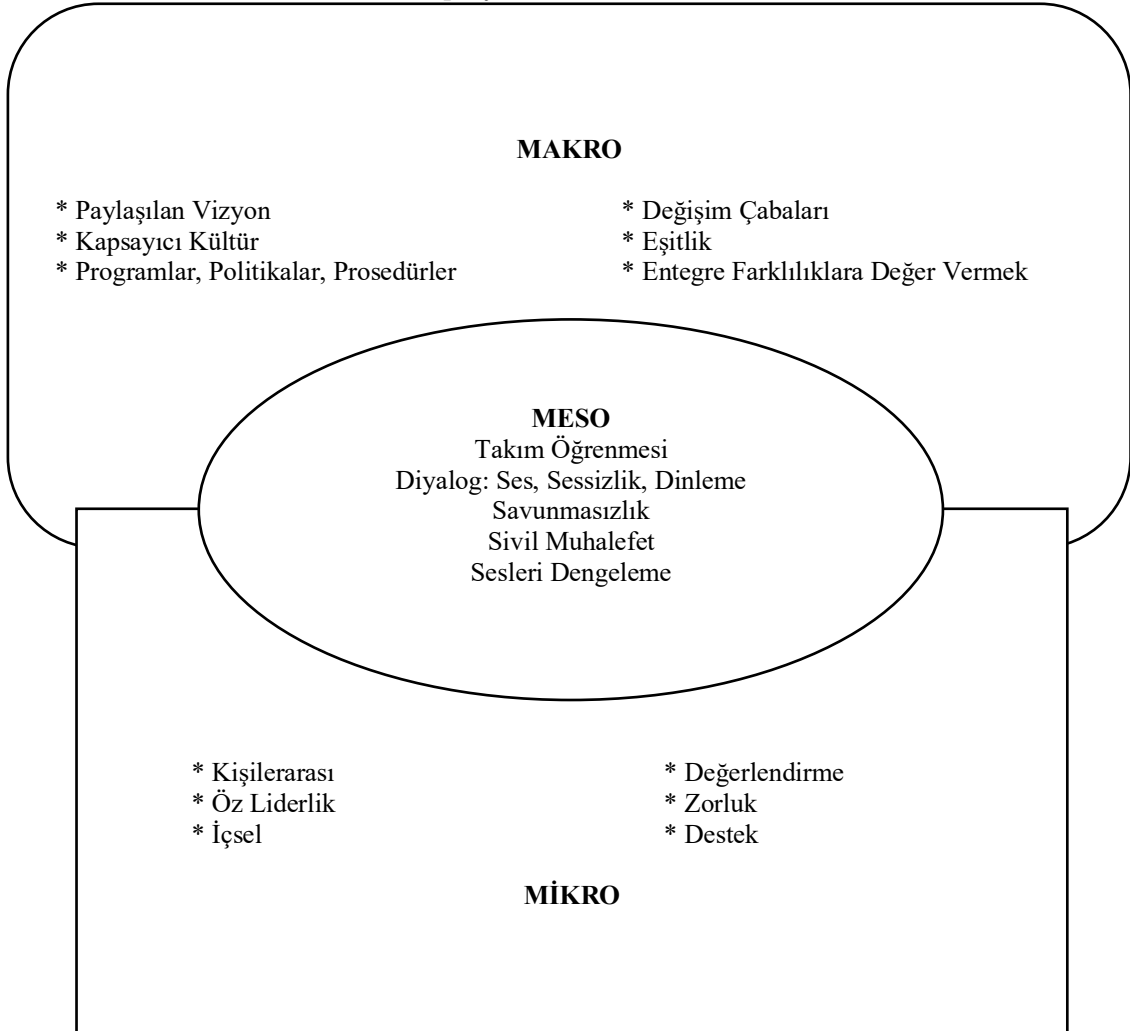 MAKRO
* Paylaşılan Vizyon
* Kapsayıcı Kültür
* Programlar, Politikalar, Prosedürler
* Değişim Çabaları
* Eşitlik
* Entegre Farklılıklara Değer Vermek
MESO
Takım Öğrenmesi
Diyalog: Ses, Sessizlik, Dinleme
Savunmasızlık
Sivil Muhalefet
Sesleri Dengeleme
* Kişilerarası
* Öz Liderlik
* İçsel
* Değerlendirme
* Zorluk
* Destek
MİKRO